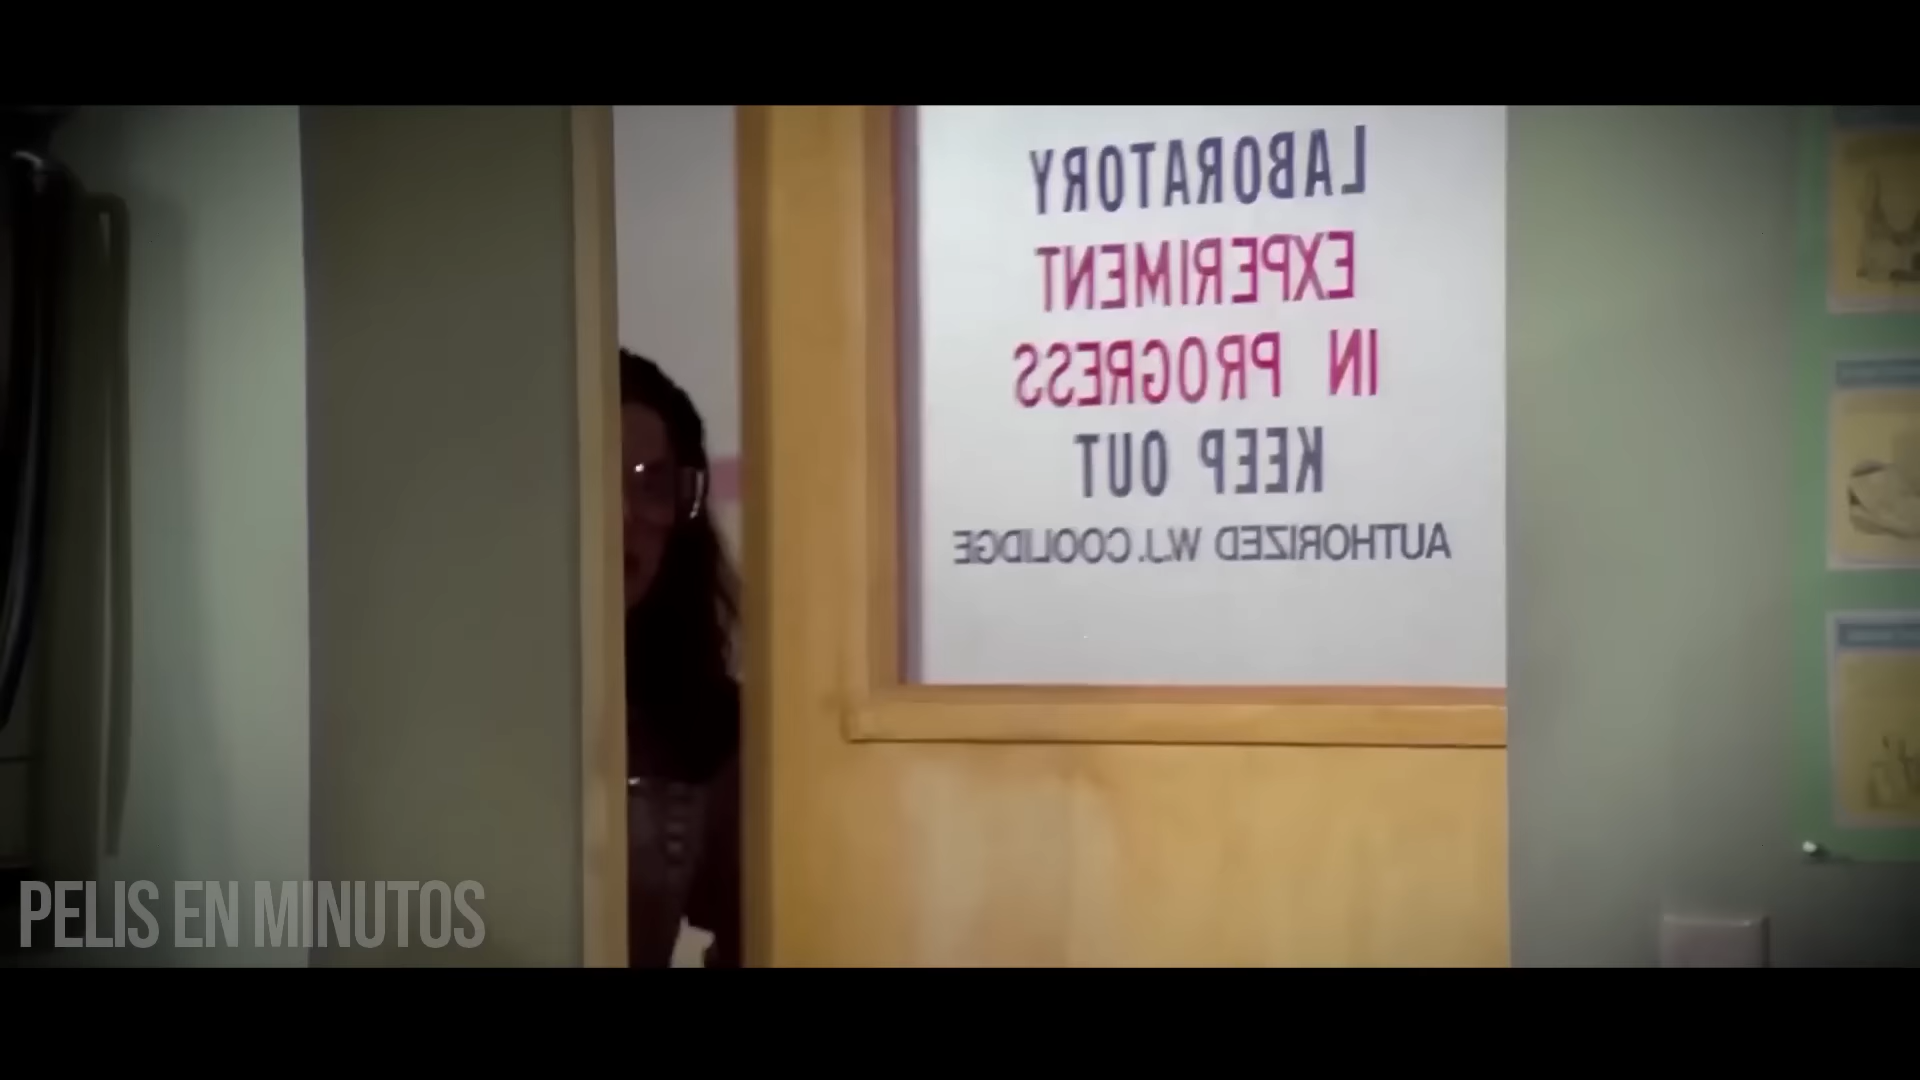 LABORATORY
EXPERIMENT
IN PROGRESS
KEEP OUT
AUTHORIZED W.J. COOLIDGE
PELIS EN MINUTOS